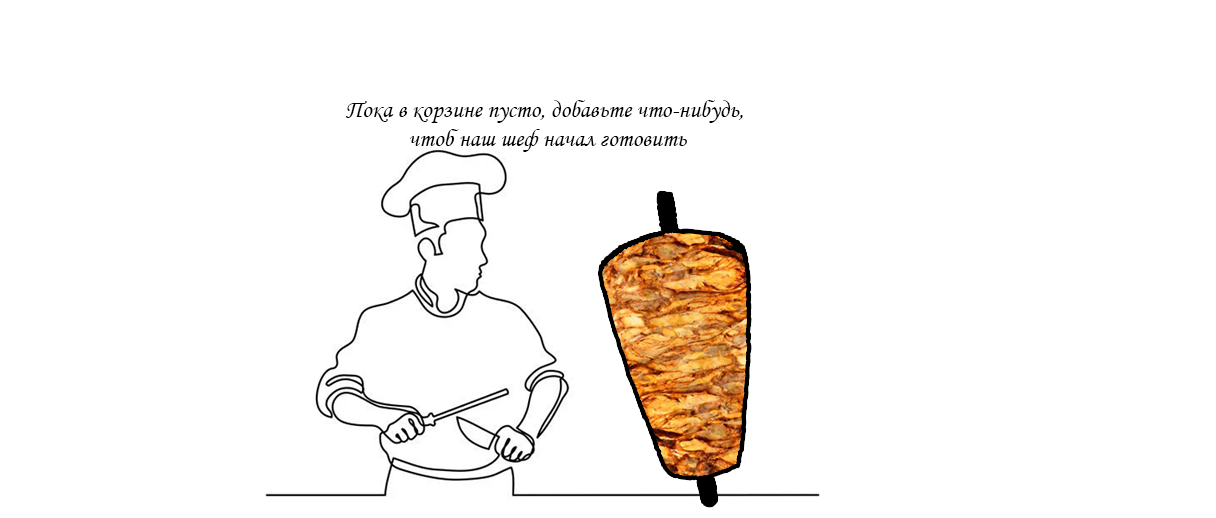 Пока в корзине пусто, добавьте что-нибудь,
чтоб наш шеф начал готовить